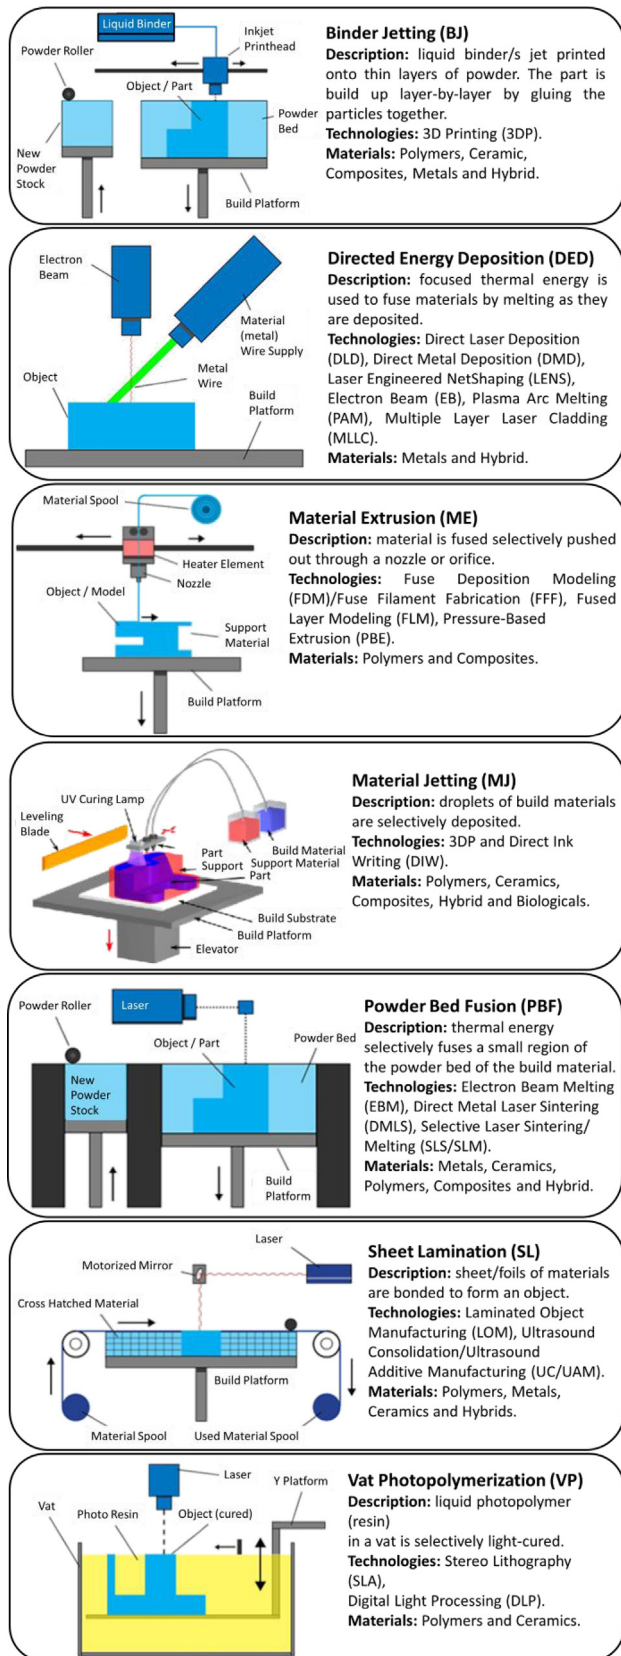 Liquid Binder
Inkjet
Printhead
Powder Roller
Object / Part
Powder
Bed
New
Powder
Stock
Build Platform
Binder Jetting (BJ)
Description: liquid binder/s jet printed
onto thin layers of powder. The part is
build up layer-by-layer by gluing the
particles together.
Technologies: 3D Printing (3DP).
Materials: Polymers, Ceramic,
Composites, Metals and Hybrid.
Electron
Beam
Material
(metal)
Wire Supply
Metal
Wire
Object
Build
Platform
Directed Energy Deposition (DED)
Description: focused thermal energy is
used to fuse materials by melting as they
are deposited.
Technologies: Direct Laser Deposition
(DLD), Direct Metal Deposition (DMD),
Laser Engineered NetShaping (LENS),
Electron Beam (EB), Plasma Arc Melting
(PAM), Multiple Layer Laser Cladding
(MLLC).
Materials: Metals and Hybrid.
Material Spool
Heater Element
Nozzle
Object / Model
Support
Material
Build Platform
Material Extrusion (ME)
Description: material is fused selectively pushed
out through a nozzle or orifice.
Technologies: Fuse Deposition Modeling
(FDM)/Fuse Filament Fabrication (FFF), Fused
Layer Modeling (FLM), Pressure-Based
Extrusion (PBE).
Materials: Polymers and Composites.
UV Curing Lamp
Leveling
Blade
Build Material
Support Material
Part
Support
Part
Build Substrate
Build Platform
Elevator
Material Jetting (MJ)
Description: droplets of build materials
are selectively deposited.
Technologies: 3DP and Direct Ink
Writing (DIW).
Materials: Polymers, Ceramics,
Composites, Hybrid and Biologicals.
Powder Roller
Laser
Object / Part
Powder Bed
New
Powder
Stock
Build
Platform
Powder Bed Fusion (PBF)
Description: thermal energy
selectively fuses a small region of
the powder bed of the build material.
Technologies: Electron Beam Melting
(EBM), Direct Metal Laser Sintering
(DMLS), Selective Laser Sintering/
Melting (SLS/SLM).
Materials: Metals, Ceramics,
Polymers, Composites and Hybrid.
Laser
Motorized Mirror
Cross Hatched Material
Build Platform
Material Spool
Used Material Spool
Sheet Lamination (SL)
Description: sheet/foils of materials
are bonded to form an object.
Technologies: Laminated Object
Manufacturing (LOM), Ultrasound
Consolidation/Ultrasound
Additive Manufacturing (UC/UAM).
Materials: Polymers, Metals,
Ceramics and Hybrids.
Laser
Y Platform
Vat
Photo Resin
Object (cured)
Vat Photopolymerization (VP)
Description: liquid photopolymer
(resin)
in a vat is selectively light-cured.
Technologies: Stereo Lithography
(SLA),
Digital Light Processing (DLP).
Materials: Polymers and Ceramics.